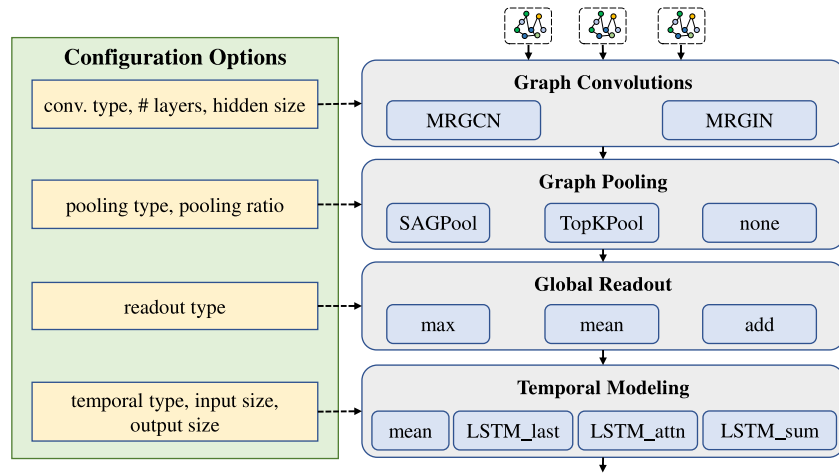 Configuration Options
conv. type, # layers, hidden size
pooling type, pooling ratio
readout type
temporal type, input size,
output size
Graph Convolutions
MRGCN MRGIN
Graph Pooling
SAGPool TopKPool none
Global Readout
max mean add
Temporal Modeling
mean LSTM_last LSTM_attn LSTM_sum